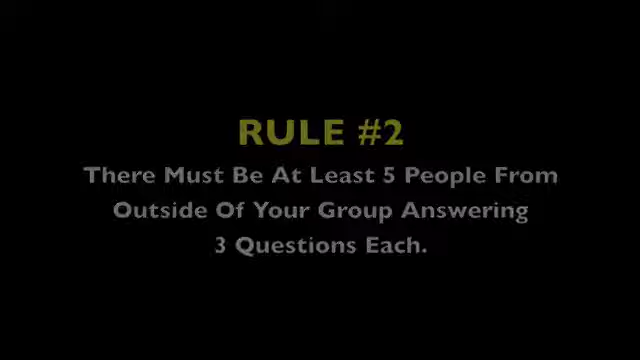 RULE #2
There Must Be At Least 5 People From
Outside Of Your Group Answering
3 Questions Each.